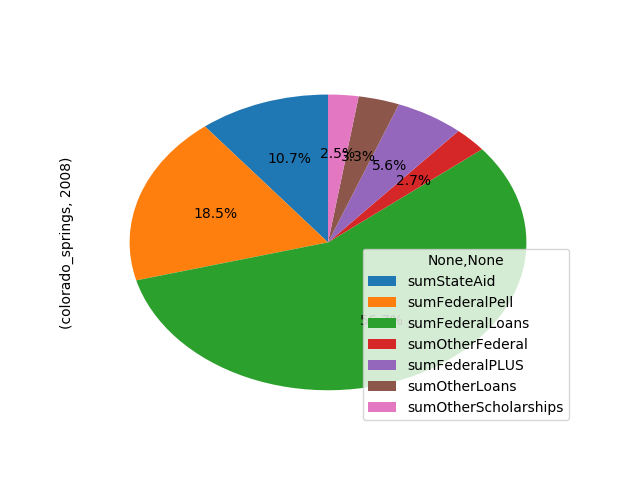 (colorado_springs, 2008)
10.7%
2.5%
3.3%
5.6%
2.7%
18.5%
None,None
sumStateAid
sumFederalPell
sumFederalLoans
sumOtherFederal
sumFederalPLUS
sumOtherLoans
sumOtherScholarships